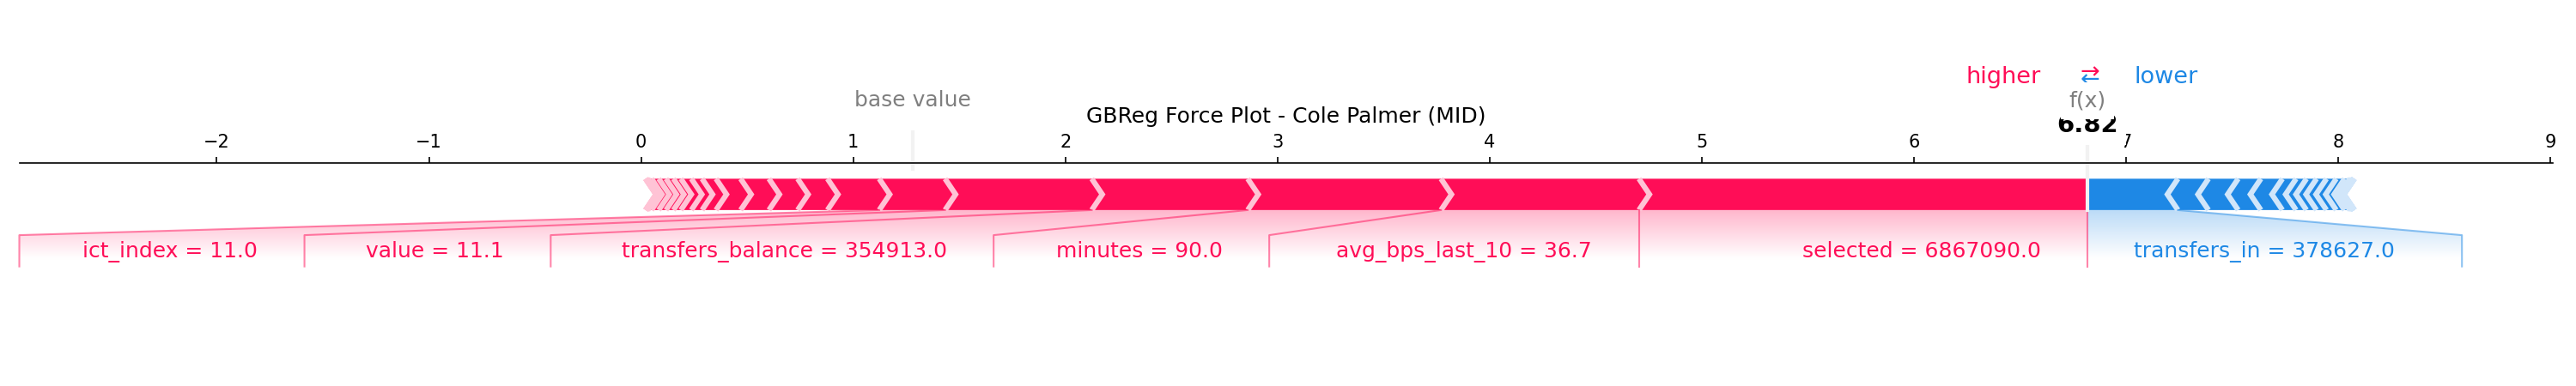 higher ⇄ lower
base value
f(x)
GBReg Force Plot - Cole Palmer (MID)
6.82
−2 −1 0 1 2 3 4 5 6 7 8 9
ict_index = 11.0 value = 11.1 transfers_balance = 354913.0 minutes = 90.0 avg_bps_last_10 = 36.7 selected = 6867090.0 transfers_in = 378627.0